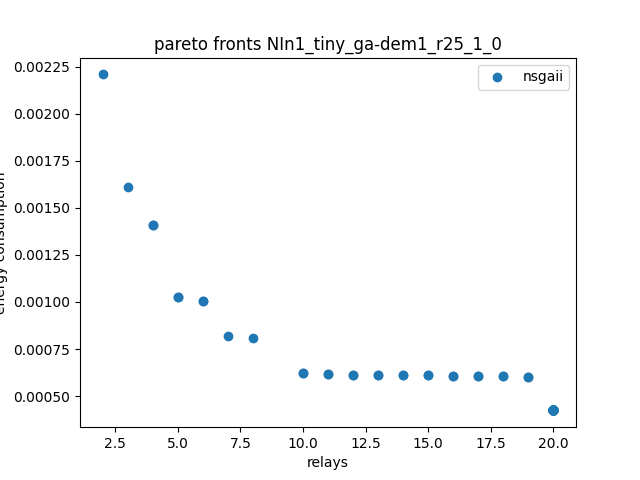 pareto fronts NIn1_tiny_ga-dem1_r25_1_0
nsgaii
0.00225
0.00200
0.00175
0.00150
0.00125
0.00100
0.00075
0.00050
energy consumption
2.5 5.0 7.5 10.0 12.5 15.0 17.5 20.0
relays